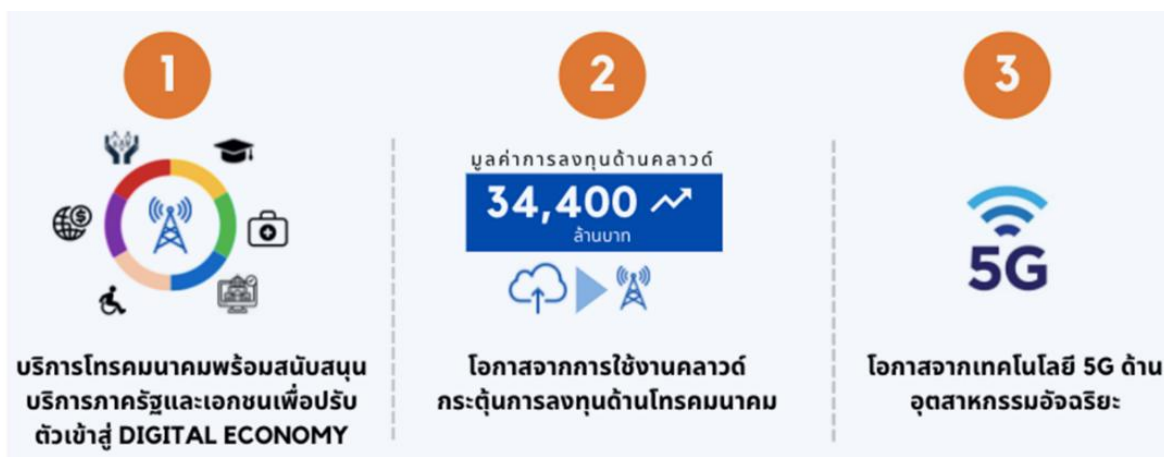 1
บริการโทรคมนาคมพร้อมสนับสนุน
บริการภาครัฐและเอกชนเพื่อปรับ
ตัวเข้าสู่ DIGITAL ECONOMY
2
มูลค่าการลงทุนด้านคลาวด์
34,400
ล้านบาท
โอกาสจากการใช้งานคลาวด์
กระตุ้นการลงทุนด้านโทรคมนาคม
3
5G
โอกาสจากเทคโนโลยี 5G ด้าน
อุตสาหกรรมอัจฉริยะ